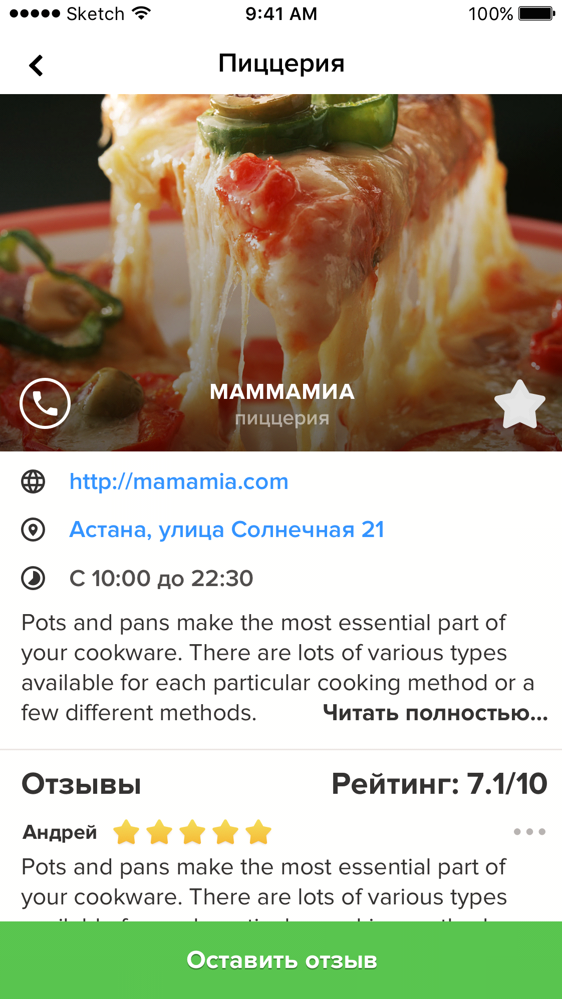 Sketch 9:41 AM 100%
Пиццерия
МАММАМИА
пиццерия
http://mamamia.com
Астана, улица Солнечная 21
С 10:00 до 22:30
Pots and pans make the most essential part of
your cookware. There are lots of various types
available for each particular cooking method or a
few different methods. Читать полностью...
Отзывы Рейтинг: 7.1/10
Андрей
Pots and pans make the most essential part of
your cookware. There are lots of various types
Оставить отзыв